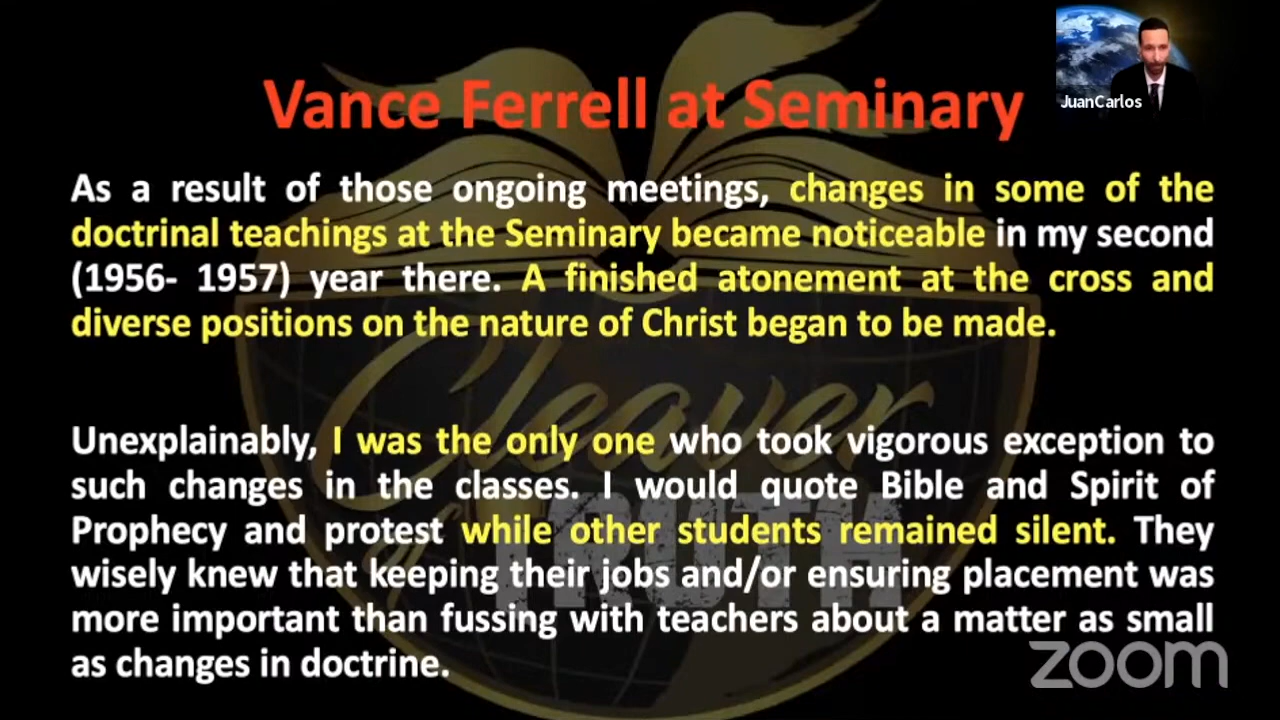 Vance Ferrell at Seminary
JuanCarlos
As a result of those ongoing meetings, changes in some of the
doctrinal teachings at the Seminary became noticeable in my second
(1956- 1957) year there. A finished atonement at the cross and
diverse positions on the nature of Christ began to be made.
Unexplainably, I was the only one who took vigorous exception to
such changes in the classes. I would quote Bible and Spirit of
Prophecy and protest while other students remained silent. They
wisely knew that keeping their jobs and/or ensuring placement was
more important than fussing with teachers about a matter as small
as changes in doctrine.
Cleaver
of TRUTH
zoom